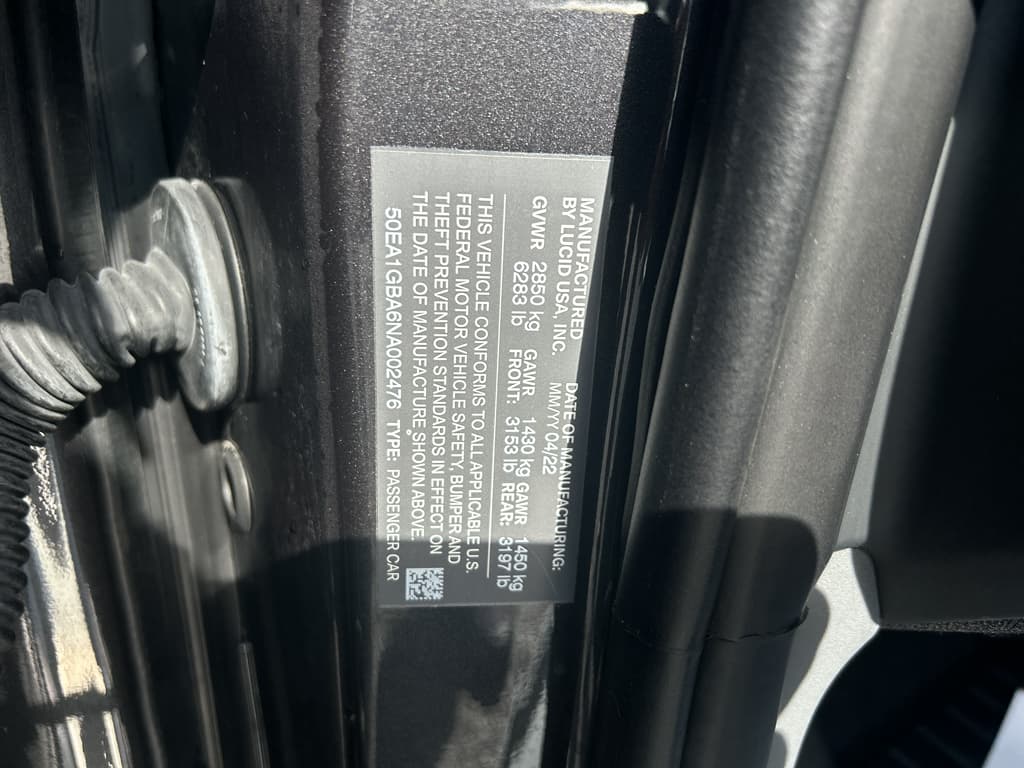 MANUFACTURED
BY LUCID USA, INC.
DATE OF MANUFACTURING:
MM/YY 04/22
GVWR 2850 kg GAWR 1430 kg GAWR 1450 kg
6283 lb FRONT: 3153 lb REAR: 3197 lb
THIS VEHICLE CONFORMS TO ALL APPLICABLE U.S.
FEDERAL MOTOR VEHICLE SAFETY, BUMPER AND
THEFT PREVENTION STANDARDS IN EFFECT ON
THE DATE OF MANUFACTURE SHOWN ABOVE.
50EA1GBA6NA002476 TYPE: PASSENGER CAR